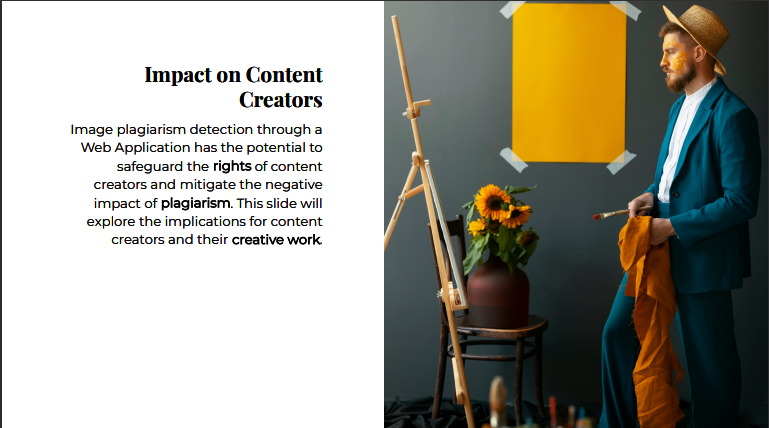 Impact on Content
Creators
Image plagiarism detection through a
Web Application has the potential to
safeguard the rights of content
creators and mitigate the negative
impact of plagiarism. This slide will
explore the implications for content
creators and their creative work.